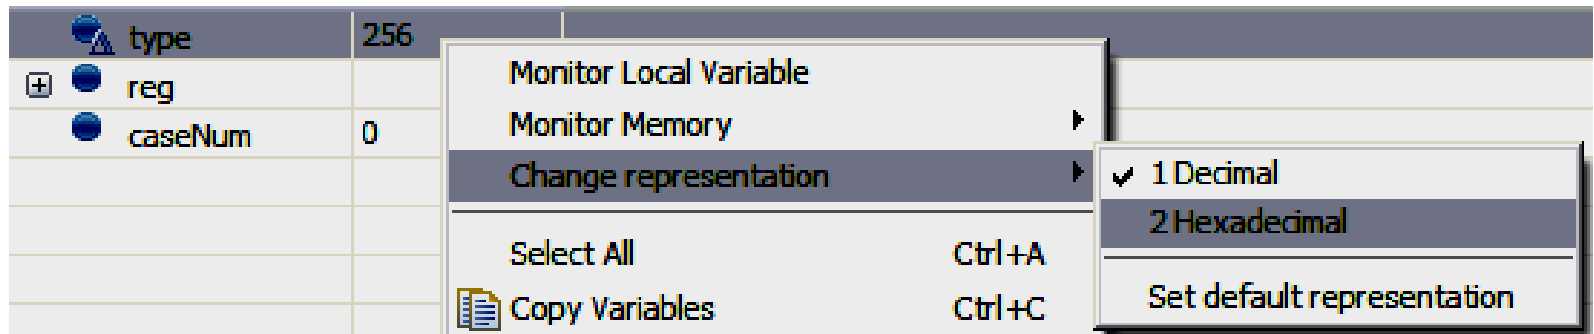 type 256
reg
caseNum 0
Monitor Local Variable
Monitor Memory
Change representation
Select All Ctrl+A
Copy Variables Ctrl+C
1 Decimal
2 Hexadecimal
Set default representation